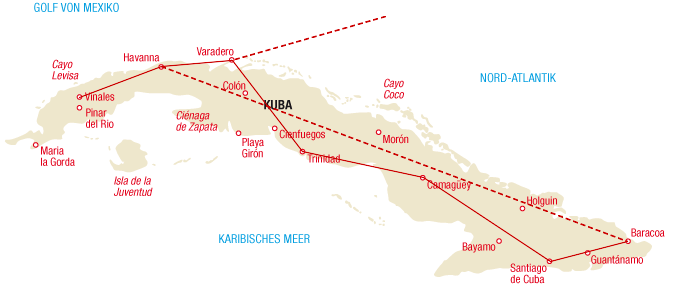 GOLF VON MEXIKO
Varadero
Havanna
Cayo
Levisa
NORD-ATLANTIK
Cayo
Coco
Colón
Vinales
KUBA
Pinar
del Rio
Ciénaga
de Zapata
Cienfuegos
Morón
Playa
Girón
Maria
la Gorda
Trinidad
Isla de la
Juventud
Camagüey
Holguin
Baracoa
KARIBISCHES MEER
Bayamo
Guantánamo
Santiago
de Cuba